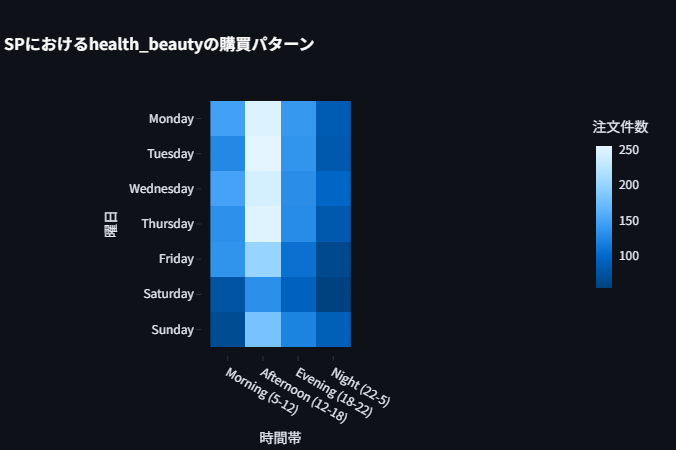 SPにおけるhealth_beautyの購買パターン
注文件数
250
200
150
100
曜日
Monday
Tuesday
Wednesday
Thursday
Friday
Saturday
Sunday
Morning (5-12)
Afternoon (12-18)
Evening (18-22)
Night (22-5)
時間帯